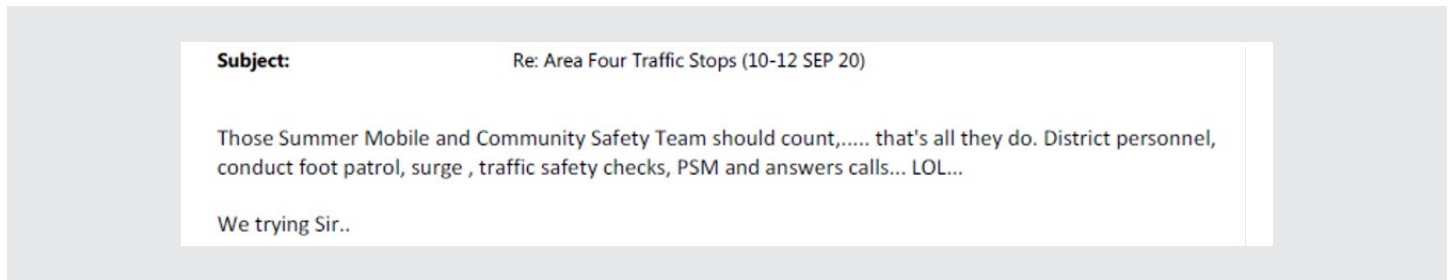 Subject: Re: Area Four Traffic Stops (10-12 SEP 20)
Those Summer Mobile and Community Safety Team should count,..... that's all they do. District personnel,
conduct foot patrol, surge , traffic safety checks, PSM and answers calls... LOL...
We trying Sir..